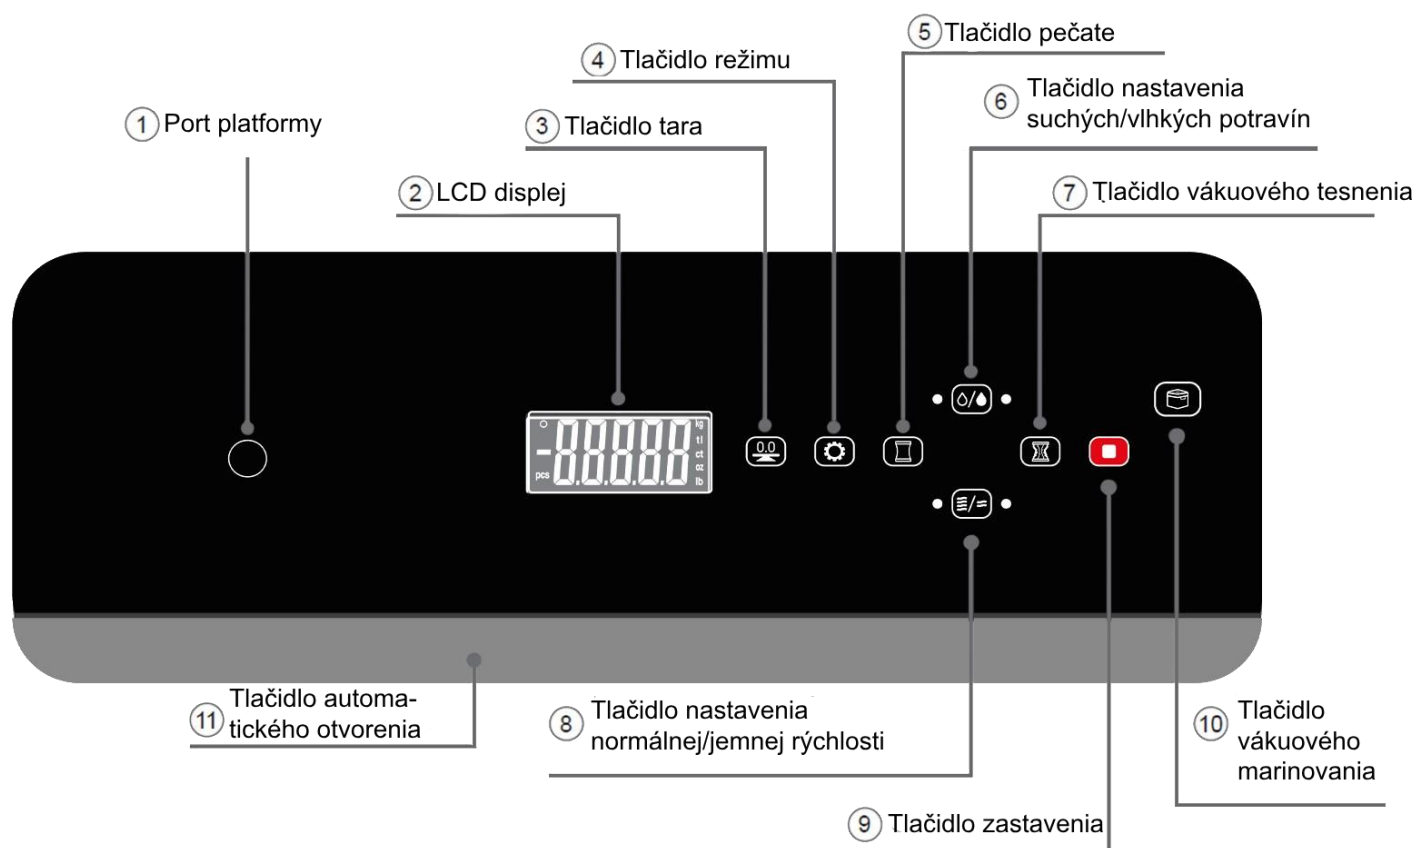 1 Port platformy
2 LCD displej
3 Tlačidlo tara
4 Tlačidlo režimu
5 Tlačidlo pečate
6 Tlačidlo nastavenia
suchých/vlhkých potravín
7 Tlačidlo vákuového tesnenia
88888
kg
tl
ct
oz
lb
pcs
0.0
11 Tlačidlo automa-
tického otvorenia
8 Tlačidlo nastavenia
normálnej/jemnej rýchlosti
9 Tlačidlo zastavenia
10 Tlačidlo
vákuového
marinovania